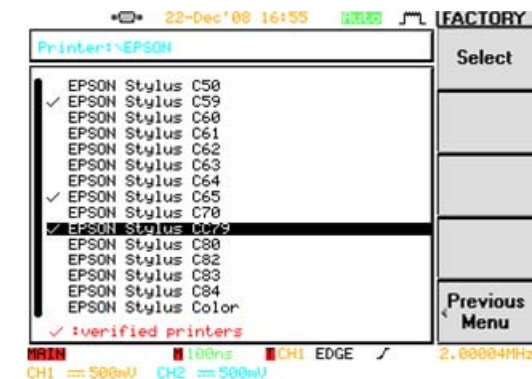 22-Dec'08 16:55 Auto FACTORY
Printer:\EPSON
Select
EPSON Stylus C50
✓ EPSON Stylus C59
EPSON Stylus C60
EPSON Stylus C61
EPSON Stylus C62
EPSON Stylus C63
EPSON Stylus C64
✓ EPSON Stylus C65
EPSON Stylus C70
✓ EPSON Stylus CC79
EPSON Stylus C80
EPSON Stylus C82
EPSON Stylus C83
EPSON Stylus C84
EPSON Stylus Color
✓ :verified printers
Previous
Menu
MAIN M 100ns T CH1 EDGE 2.00004MHz
CH1 500mV CH2 500mV